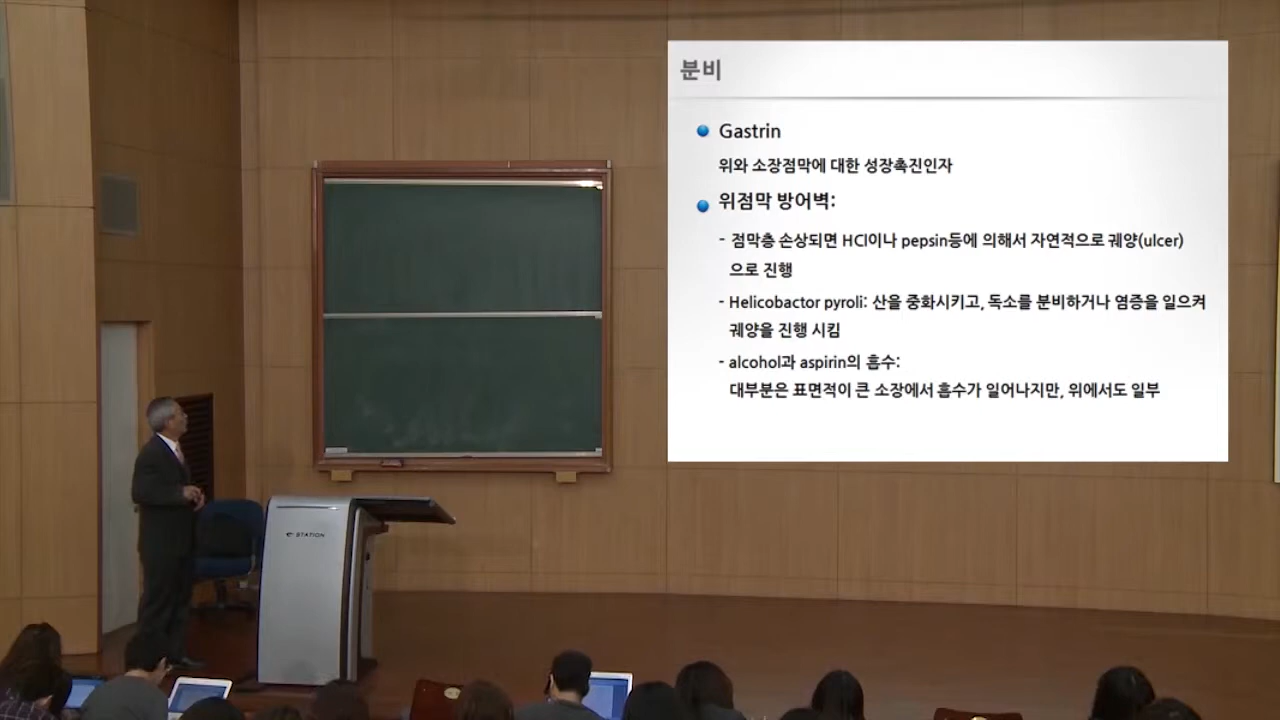 분비
Gastrin
위와 소장점막에 대한 성장촉진인자
위점막 방어벽:
- 점막층 손상되면 HCl이나 pepsin등에 의해서 자연적으로 궤양(ulcer)
으로 진행
- Helicobactor pyroli: 산을 중화시키고, 독소를 분비하거나 염증을 일으켜
궤양을 진행 시킴
- alcohol과 aspirin의 흡수:
대부분은 표면적이 큰 소장에서 흡수가 일어나지만, 위에서도 일부
STATION